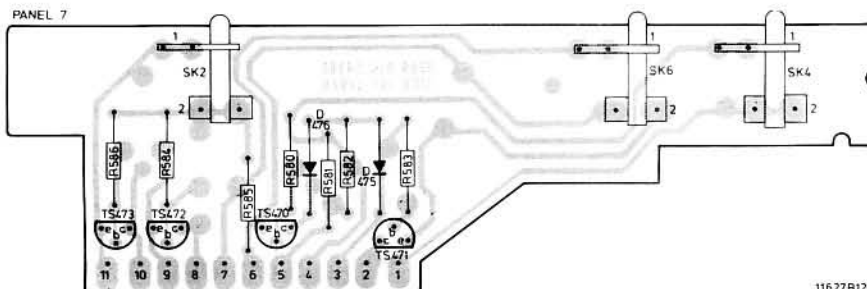 PANEL 7
1
1
1
SK2
SK6
SK4
2
2
2
D
476
R586
R584
R585
R580
R581
R582
D
475
R583
TS473
TS472
TS470
e b c
e b c
e b c
b
c e
TS471
11
10
9
8
7
6
5
4
3
2
1